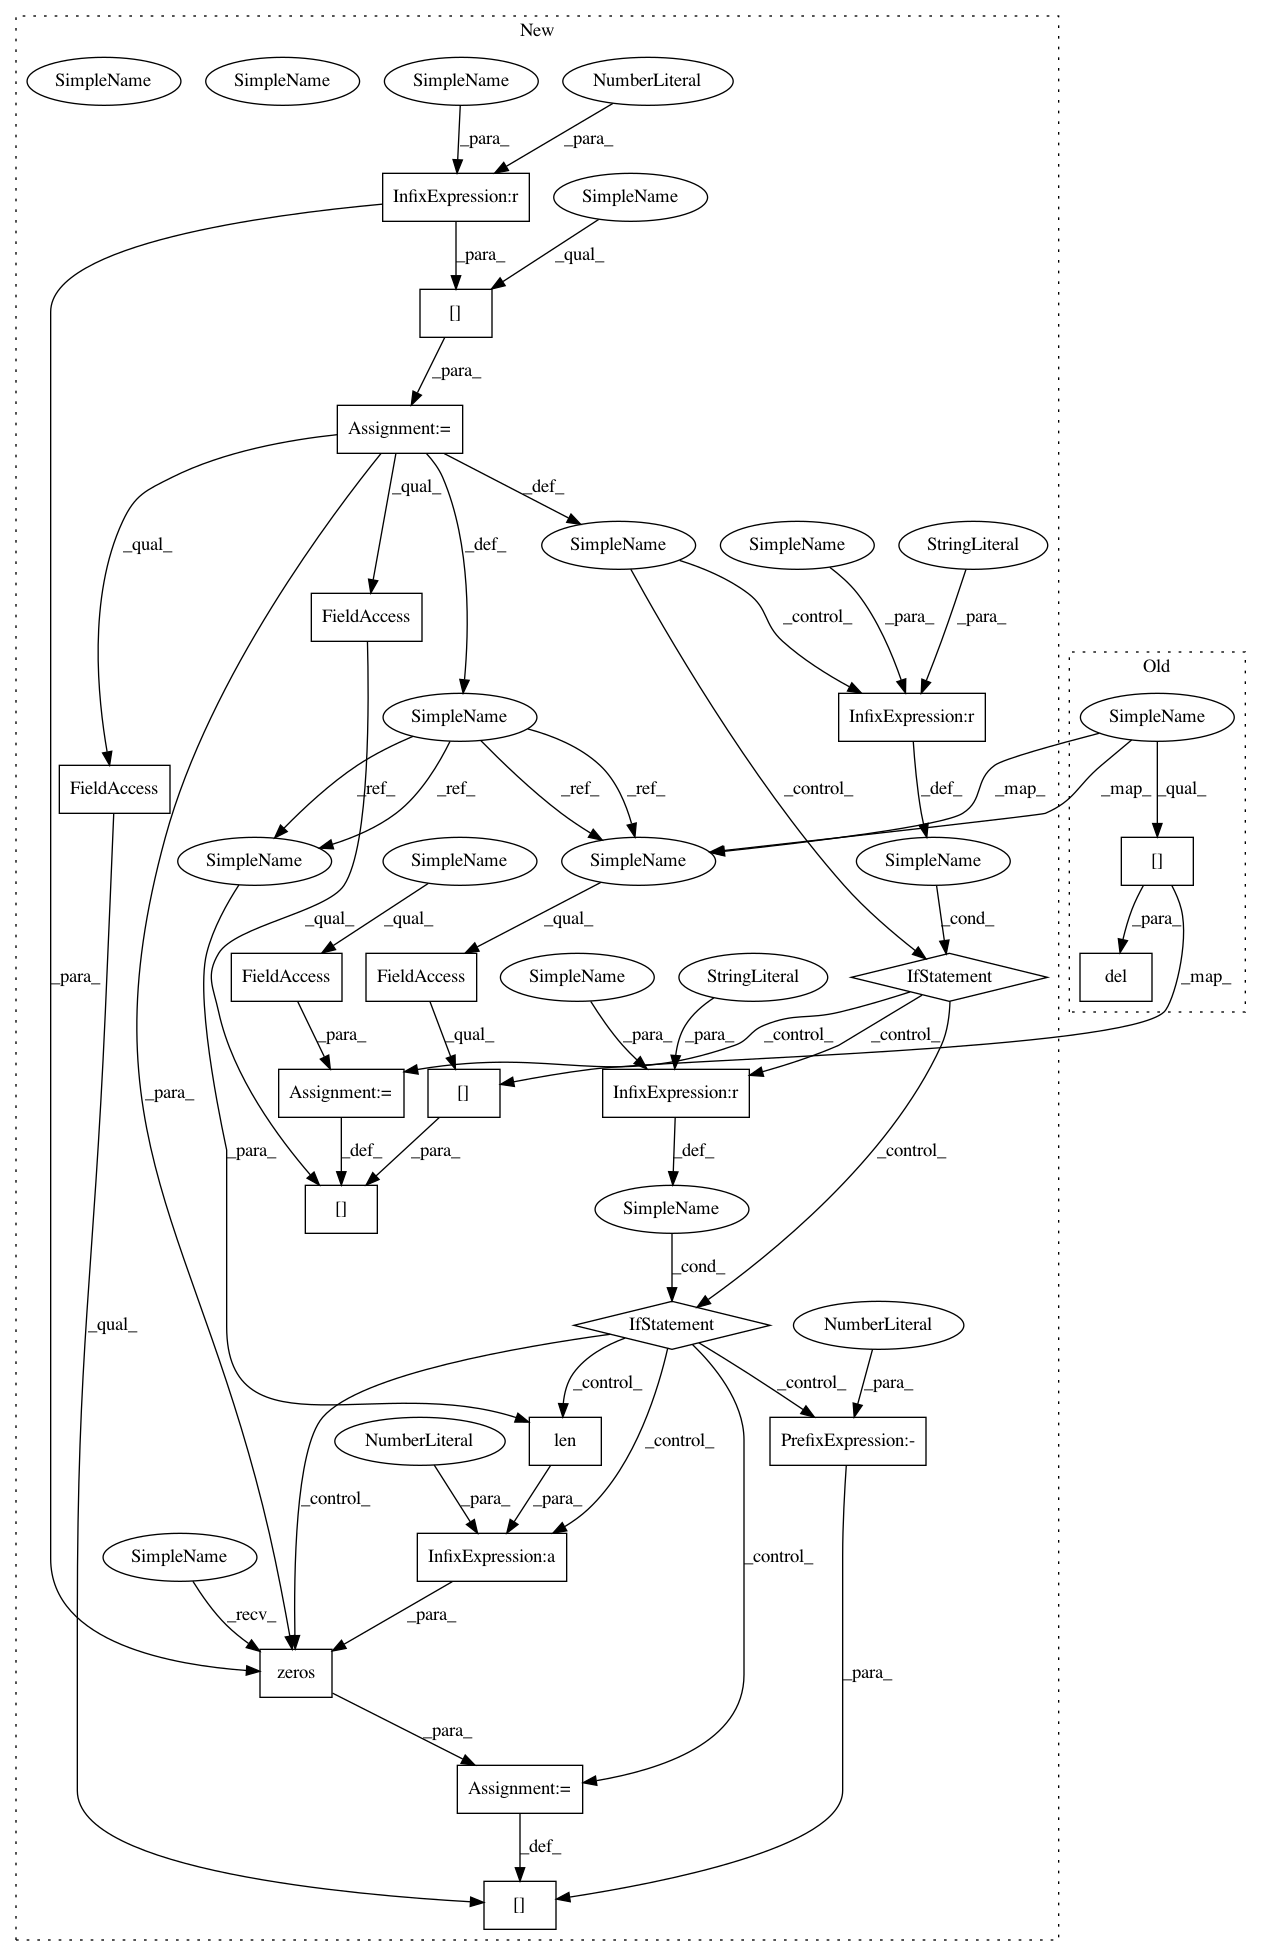 New
SimpleName SimpleName SimpleName NumberLiteral
_para_ _para_
InfixExpression:r SimpleName
_para_ _qual_
[]
_para_
Assignment:=
_qual_ _def_
_qual_ _def_
SimpleName SimpleName StringLiteral
FieldAccess _control_ _para_ _para_
Old
SimpleName InfixExpression:r SimpleName
FieldAccess _ref_ _ref_ _ref_ _ref_ _control_ _def_ _map_ _map_ _qual_
SimpleName SimpleName SimpleName SimpleName []
_qual_ _qual_ _qual_ _cond_ _para_
_para_ FieldAccess FieldAccess SimpleName StringLiteral IfStatement del _map_
_para_ _qual_ _para_ _para_ _control_ _control_
_para_ Assignment:= [] InfixExpression:r
_para_ _def_ _para_ _def_ _control_
[] SimpleName
_cond_
_qual_ IfStatement NumberLiteral
_control_ _control_ _para_
NumberLiteral len _control_ PrefixExpression:-
_control_ _para_ _para_
SimpleName InfixExpression:a _control_
_recv_ _para_
zeros _para_
_para_
Assignment:=
_def_
[]